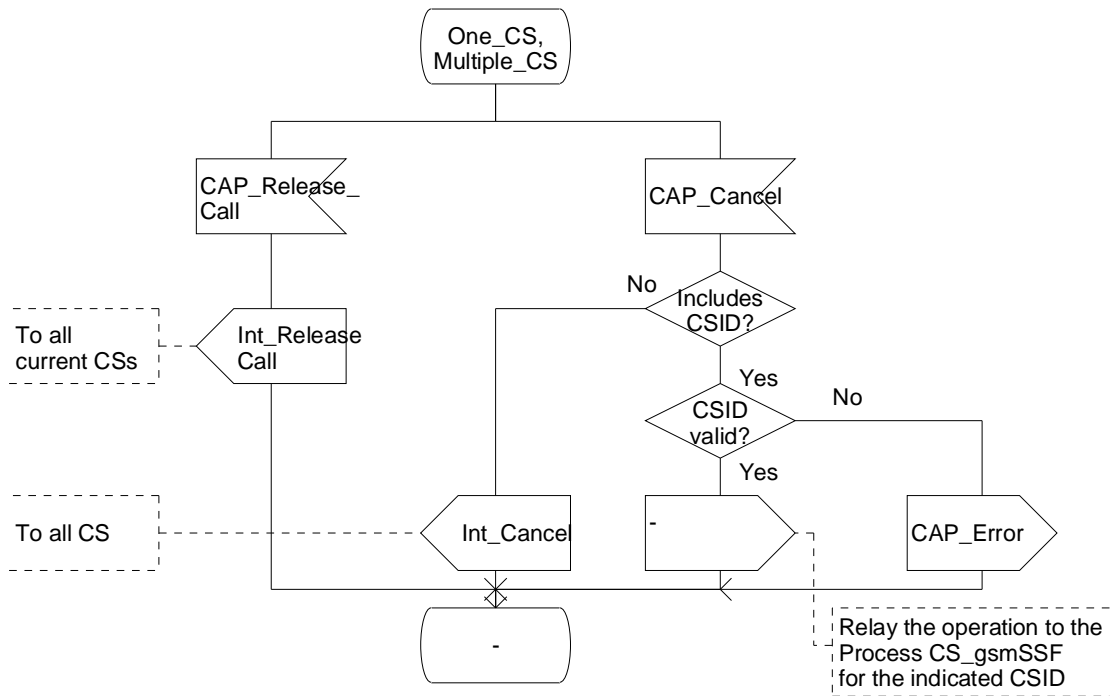 One_CS,
Multiple_CS
CAP_Release_
Call
CAP_Cancel
No
Includes
CSID?
To all
current CSs
Int_Release
Call
Yes
No
CSID
valid?
Yes
To all CS
Int_Cancel
-
CAP_Error
-
Relay the operation to the
Process CS_gsmSSF
for the indicated CSID